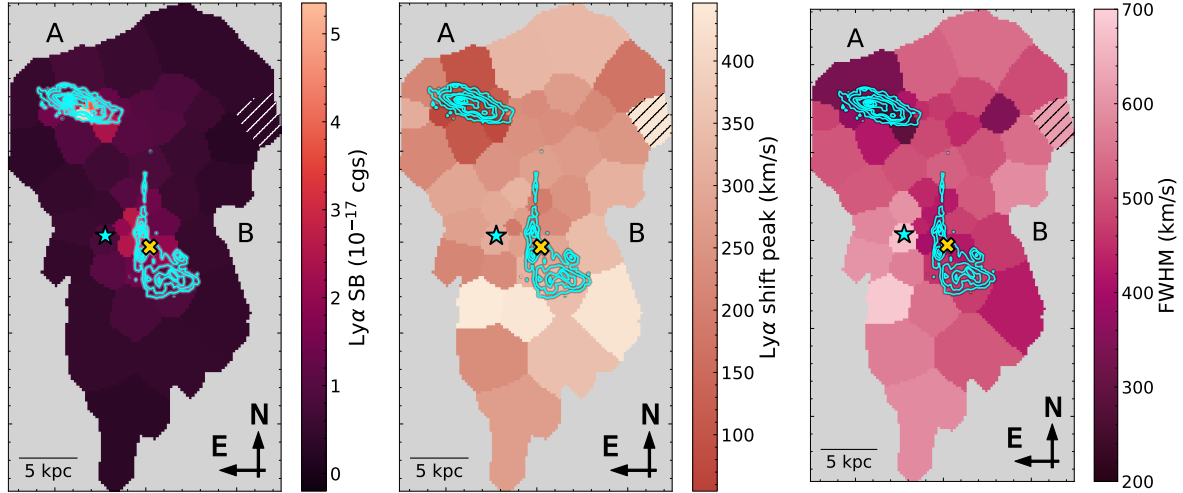 A
B
N
E
5 kpc
5
4
3
2
1
0
Lyα SB (10⁻¹⁷ cgs)
A
B
N
E
5 kpc
400
350
300
250
200
150
100
Lyα shift peak (km/s)
A
B
N
E
5 kpc
700
600
500
400
300
200
FWHM (km/s)